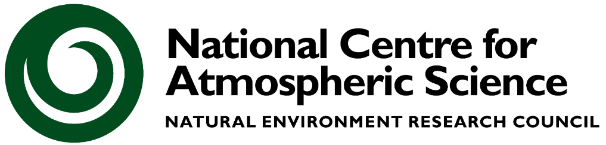 National Centre for
Atmospheric Science
NATURAL ENVIRONMENT RESEARCH COUNCIL